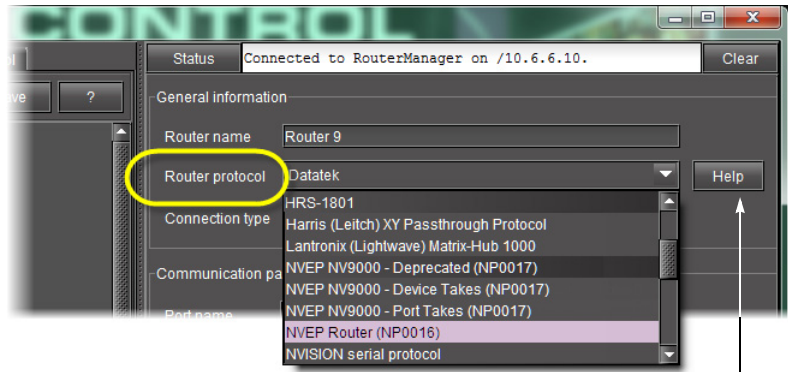 CONTROL
Status Connected to RouterManager on /10.6.6.10. Clear
?
General information
Router name Router 9
Router protocol Datatek Help
HRS-1801
Connection type
Harris (Leitch) XY Passthrough Protocol
Lantronix (Lightwave) Matrix-Hub 1000
Communication pa
NVEP NV9000 - Deprecated (NP0017)
NVEP NV9000 - Device Takes (NP0017)
Port name
NVEP NV9000 - Port Takes (NP0017)
NVEP Router (NP0016)
NVISION serial protocol